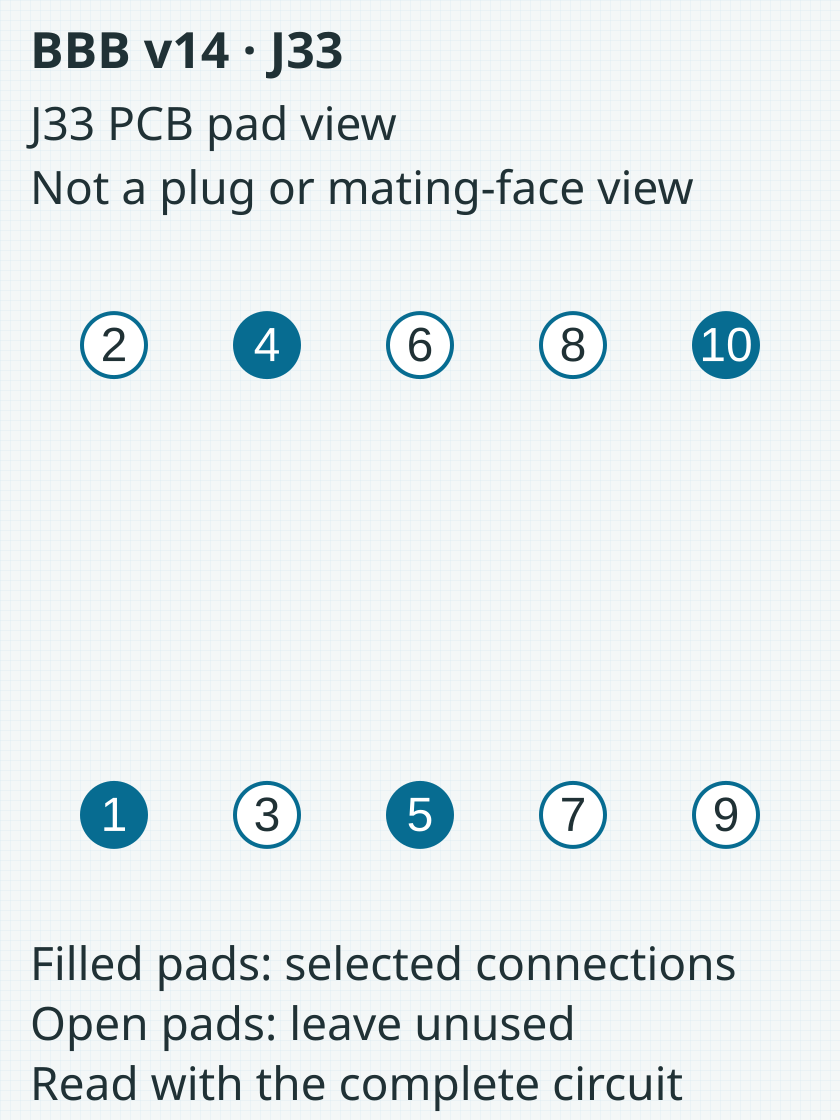 BBB v14 · J33
J33 PCB pad view
Not a plug or mating-face view
2 4 6 8 10
1 3 5 7 9
Filled pads: selected connections
Open pads: leave unused
Read with the complete circuit